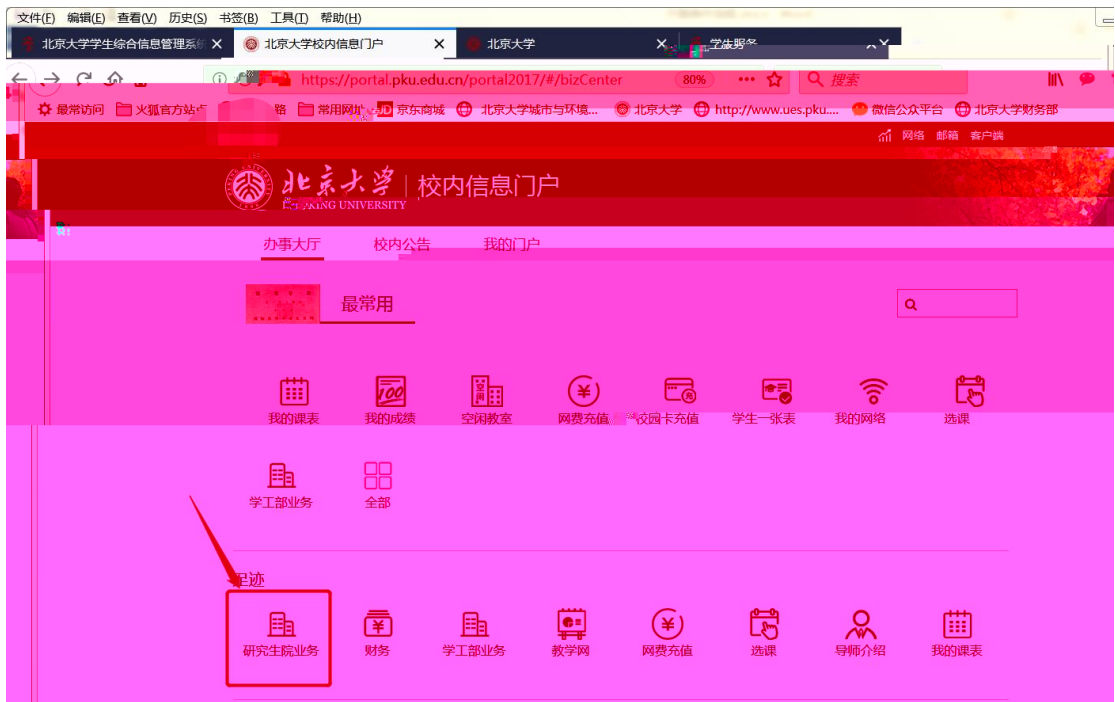 文件(F) 编辑(E) 查看(V) 历史(S) 书签(B) 工具(T) 帮助(H)
北京大学学生综合信息管理系统 × 北京大学校内信息门户 × 北京大学 ×
https://portal.pku.edu.cn/portal2017/#/bizCenter 80% ••• 搜索
最常访问 火狐官方站点 常用网址 JD 京东商城 北京大学城市与环境... 北京大学 http://www.ues.pku.... 微信公众平台 北京大学财务部
网络 邮箱 客户端
北京大学 校内信息门户
PEKING UNIVERSITY
办事大厅 校内公告 我的门户
最常用
我的课表 我的成绩 空闲教室 网费充值 校园卡充值 学生一张表 我的网络 选课
学工部业务 全部
足迹
研究生院业务 财务 学工部业务 教学网 网费充值 选课 导师介绍 我的课表